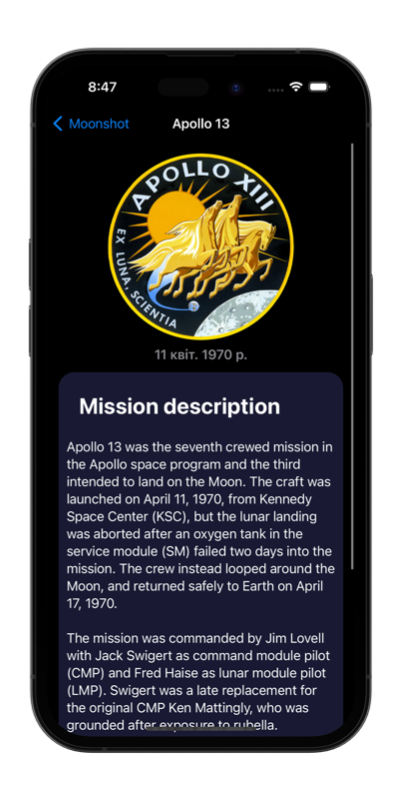 8:47
Moonshot
Apollo 13
APOLLO XIII
EX LUNA, SCIENTIA
11 квіт. 1970 р.
Mission description
Apollo 13 was the seventh crewed mission in
the Apollo space program and the third
intended to land on the Moon. The craft was
launched on April 11, 1970, from Kennedy
Space Center (KSC), but the lunar landing
was aborted after an oxygen tank in the
service module (SM) failed two days into the
mission. The crew instead looped around the
Moon, and returned safely to Earth on April
17, 1970.
The mission was commanded by Jim Lovell
with Jack Swigert as command module pilot
(CMP) and Fred Haise as lunar module pilot
(LMP). Swigert was a late replacement for
the original CMP Ken Mattingly, who was
grounded after exposure to rubella.